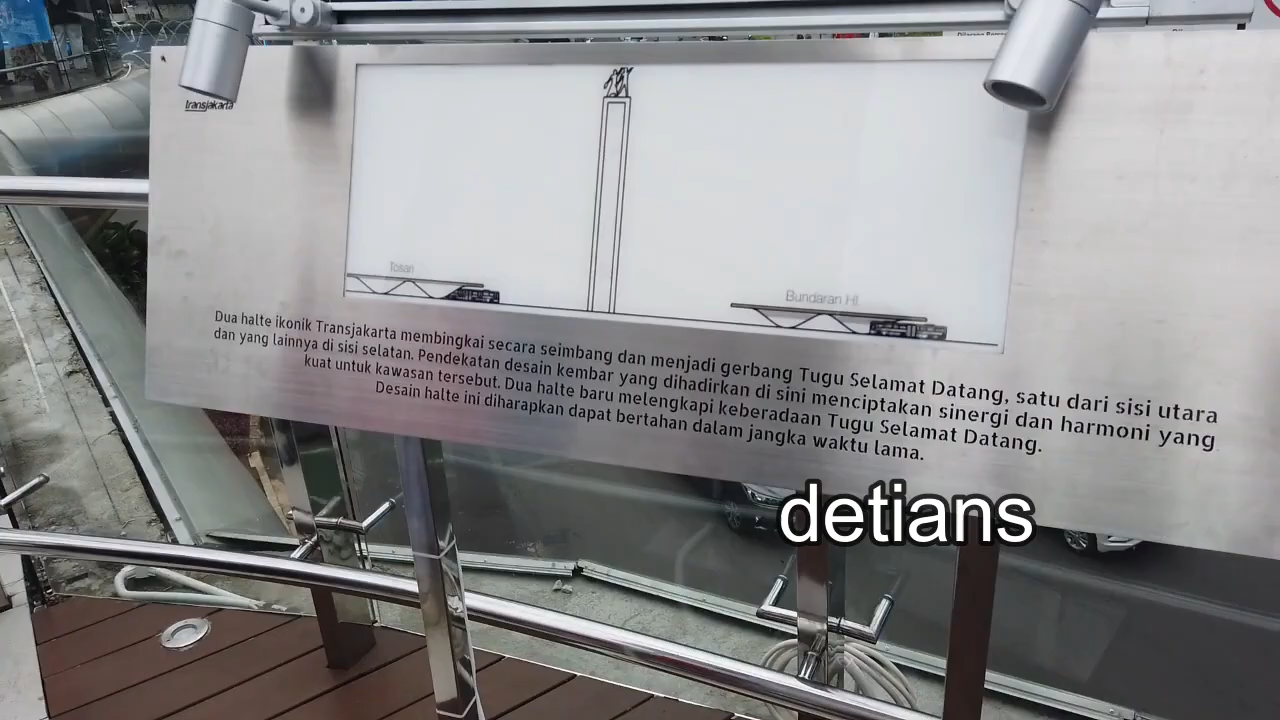 transjakarta
Tosari
Bundaran HI
Dua halte ikonik Transjakarta membingkai secara seimbang dan menjadi gerbang Tugu Selamat Datang, satu dari sisi utara
dan yang lainnya di sisi selatan. Pendekatan desain kembar yang dihadirkan di sini menciptakan sinergi dan harmoni yang
kuat untuk kawasan tersebut. Dua halte baru melengkapi keberadaan Tugu Selamat Datang.
Desain halte ini diharapkan dapat bertahan dalam jangka waktu lama.
detians